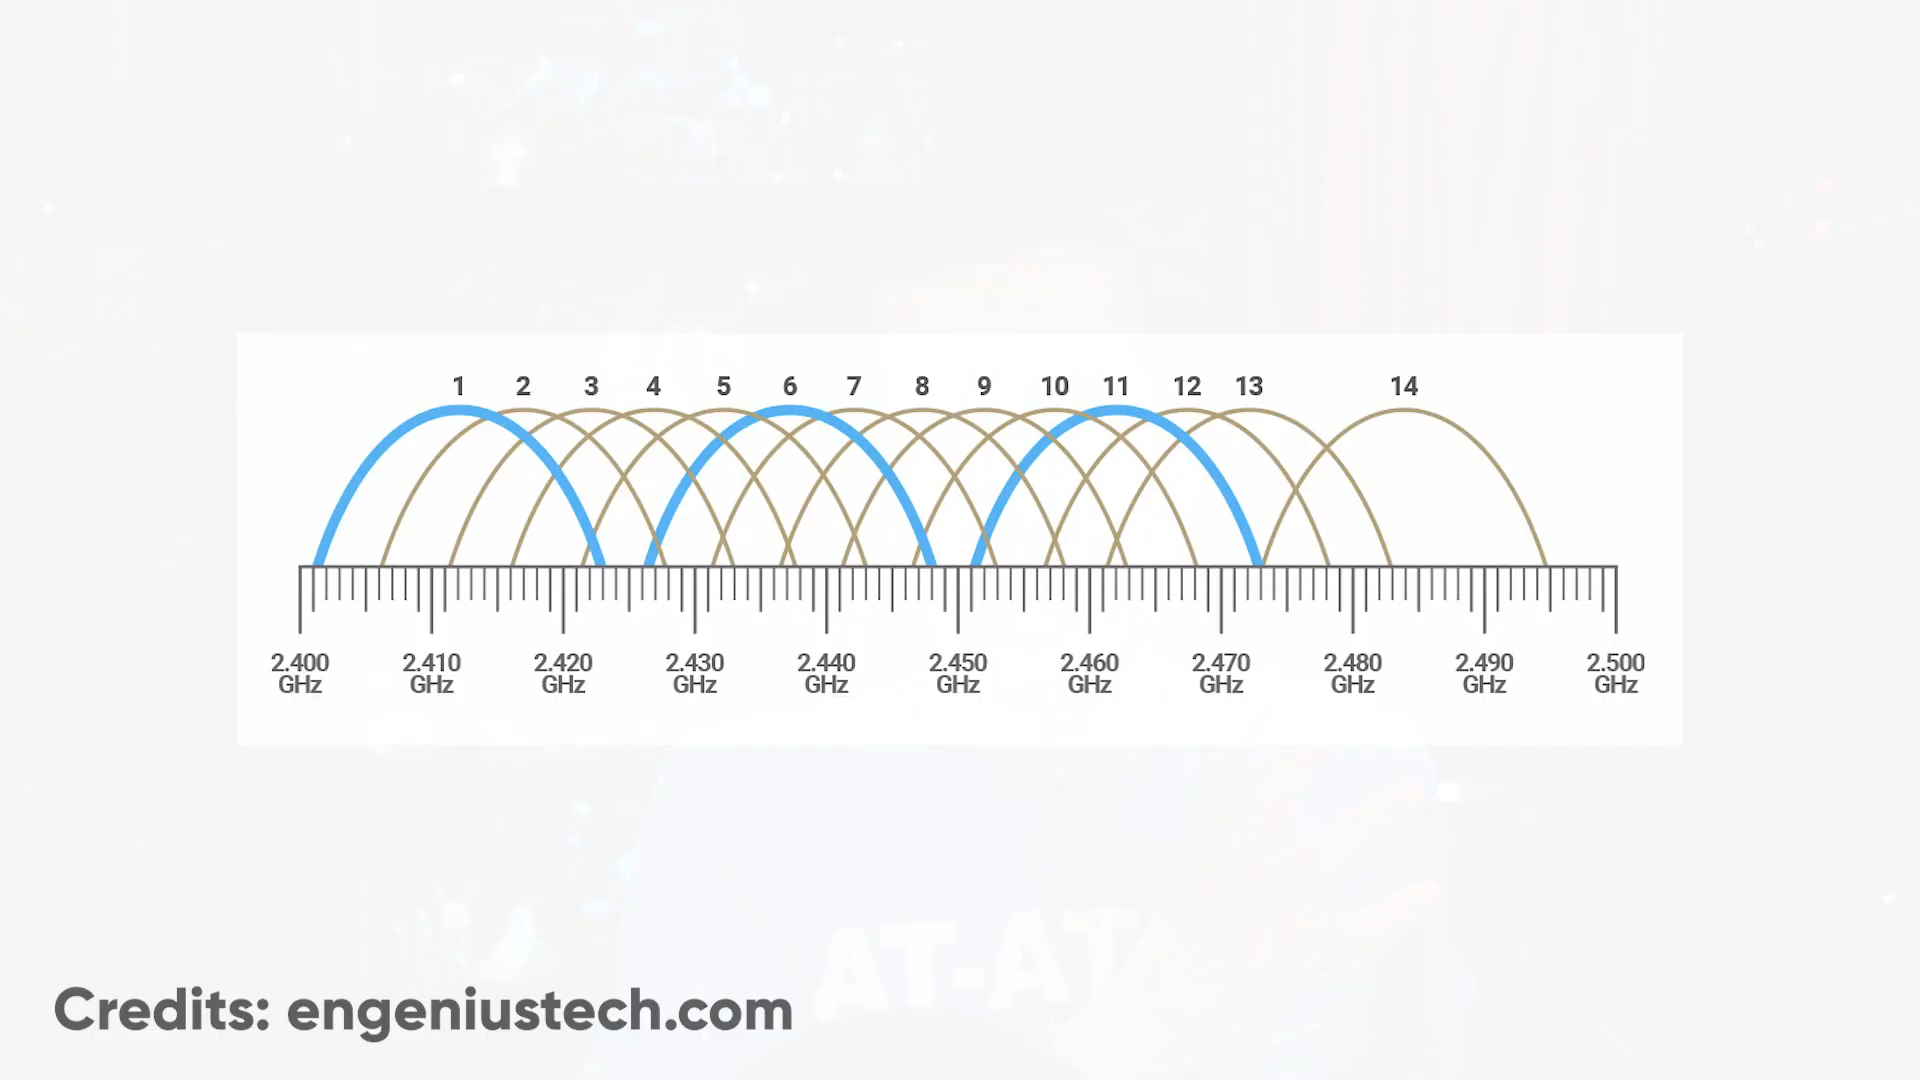 1 2 3 4 5 6 7 8 9 10 11 12 13 14
2.400 2.410 2.420 2.430 2.440 2.450 2.460 2.470 2.480 2.490 2.500
GHz GHz GHz GHz GHz GHz GHz GHz GHz GHz GHz
AT-AT
Credits: engeniustech.com